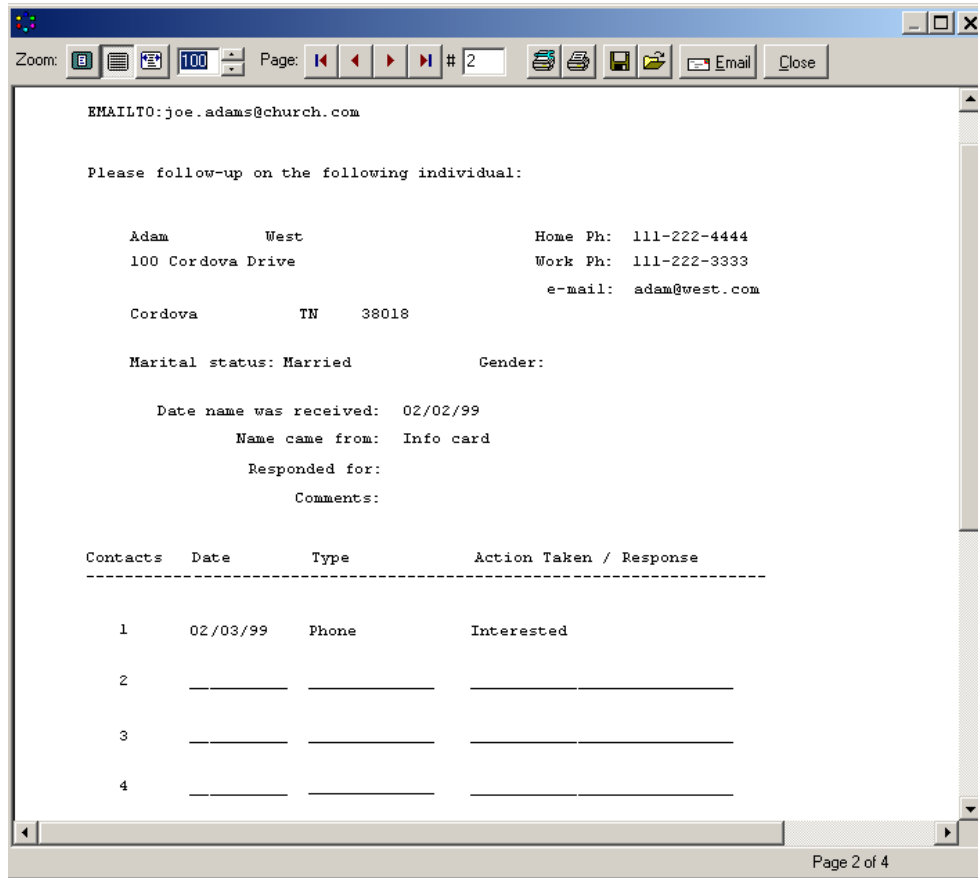 Zoom: 100 Page: # 2 Email Close
EMAILTO:joe.adams@church.com
Please follow-up on the following individual:
Adam West Home Ph: 111-222-4444
100 Cordova Drive Work Ph: 111-222-3333
e-mail: adam@west.com
Cordova TN 38018
Marital status: Married Gender:
Date name was received: 02/02/99
Name came from: Info card
Responded for:
Comments:
Contacts Date Type Action Taken / Response
1 02/03/99 Phone Interested
2
3
4
Page 2 of 4